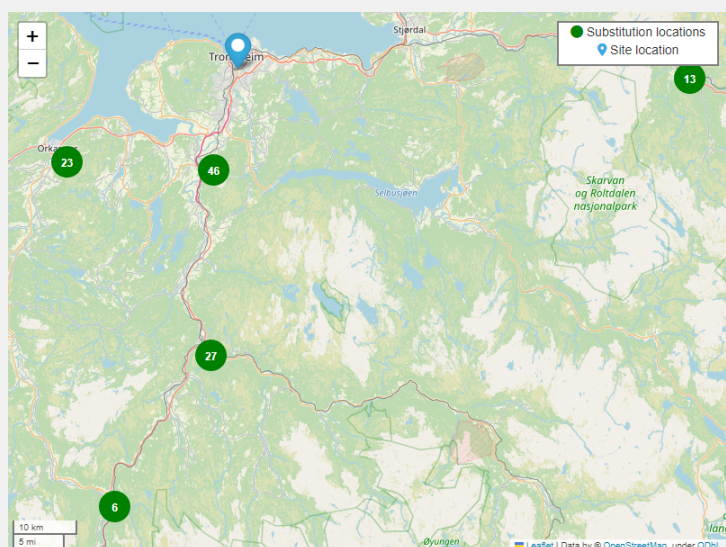 +
−
Stjørdal
Substitution locations
Site location
13
23
46
Selbusjøen
Skarvan
og Roltdalen
nasjonalpark
27
6
10 km
5 mi
Øyungen
Leaflet | Data by © OpenStreetMap, under ODbL